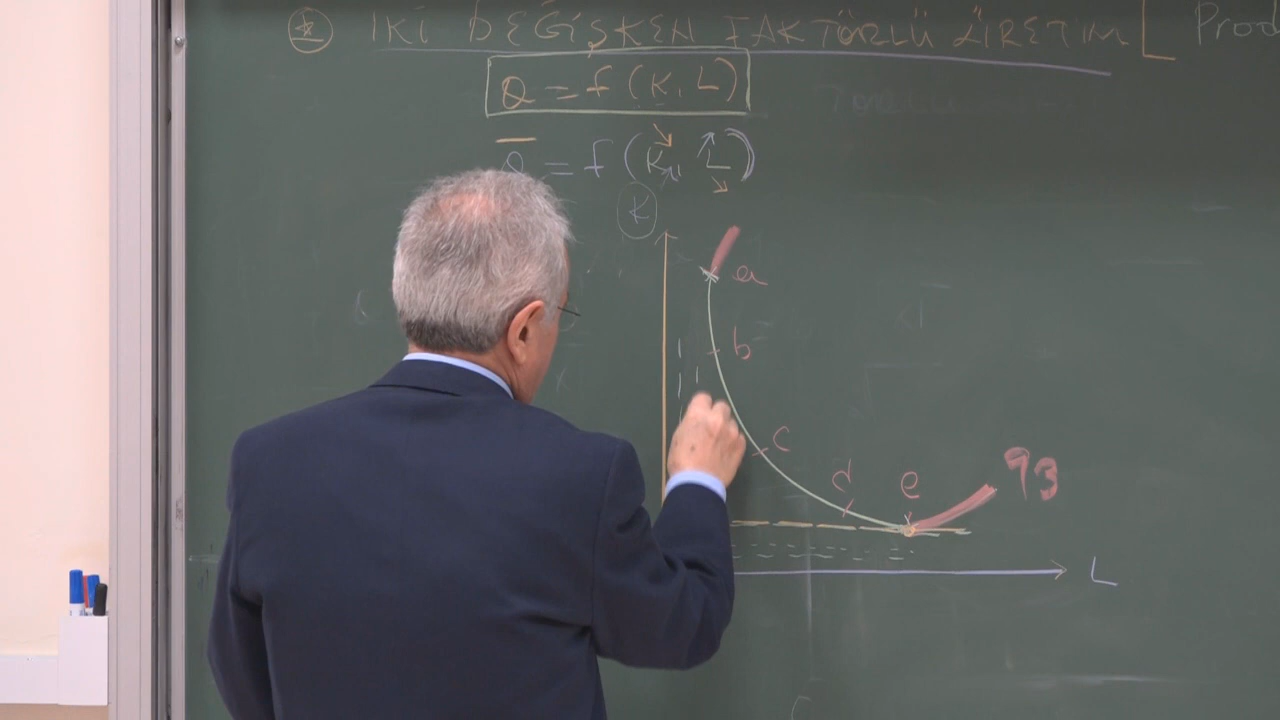 İKİ DEĞİŞKEN FAKTÖRLÜ ÜRETİM [ Prod
Q = f (K, L)
Q = f (K, L)
K
a
b
c
d
e
q3
L